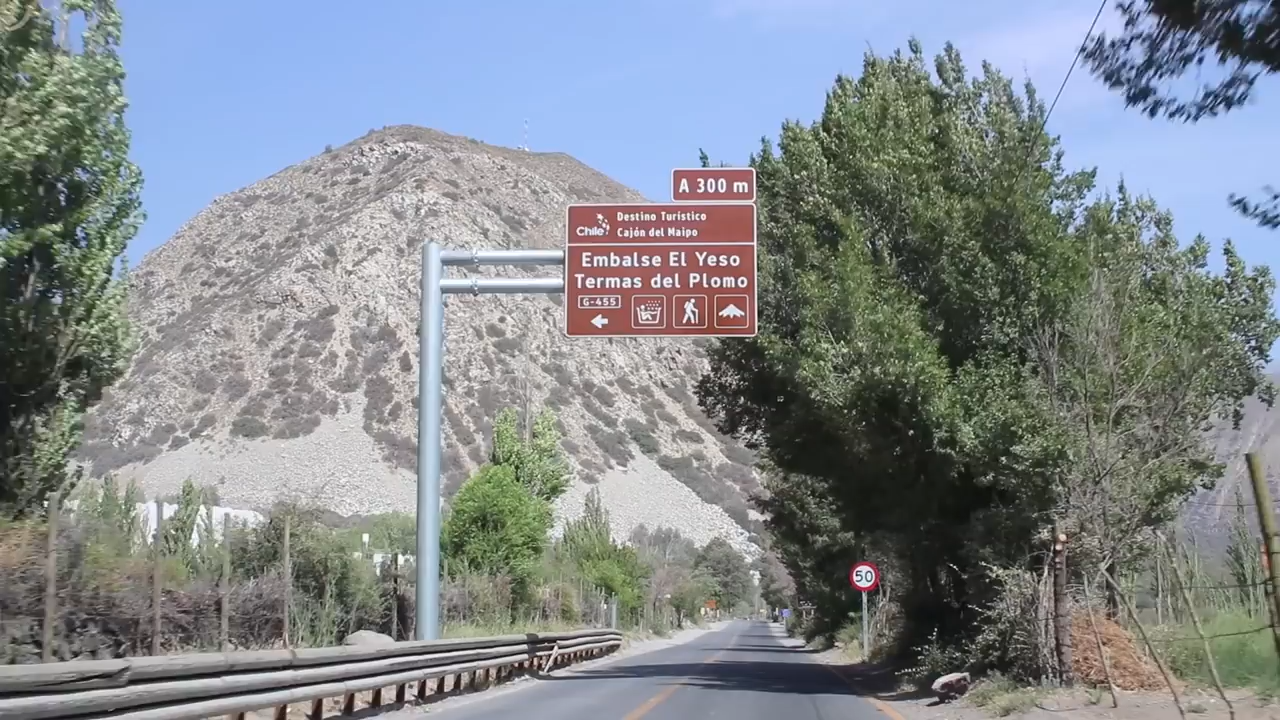 A 300 m
Chile
Destino Turístico
Cajón del Maipo
Embalse El Yeso
Termas del Plomo
G-455
50